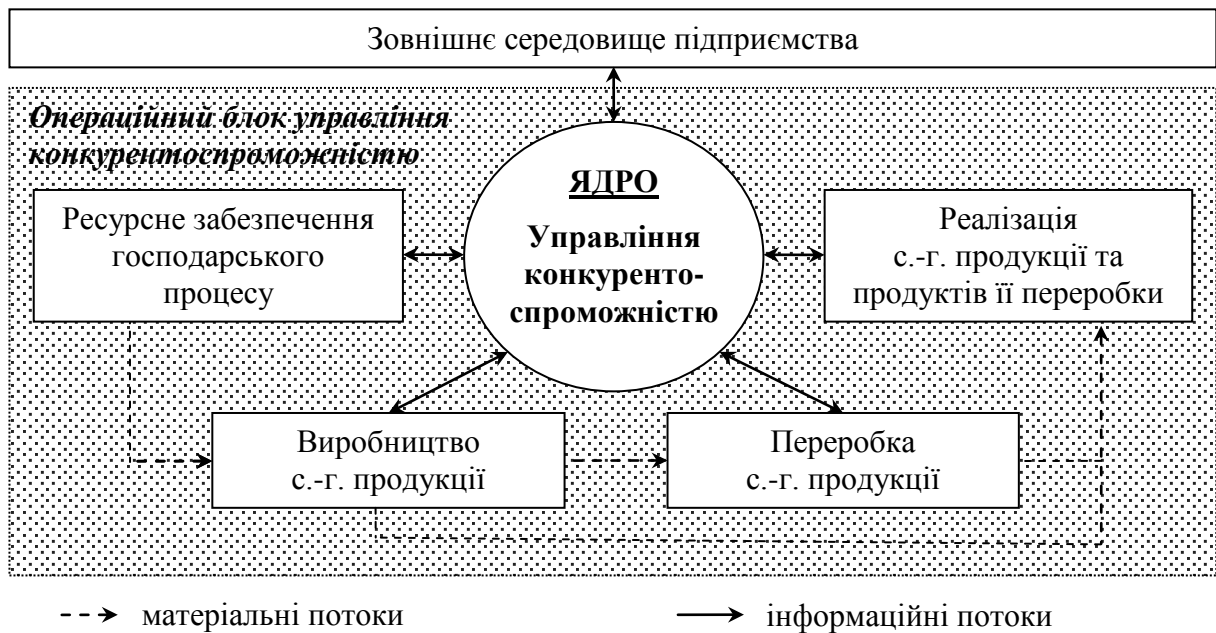 Зовнішнє середовище підприємства
Операційний блок управління
конкурентоспроможністю
ЯДРО
Управління
конкуренто-
спроможністю
Ресурсне забезпечення
господарського
процесу
Реалізація
с.-г. продукції та
продуктів її переробки
Виробництво
с.-г. продукції
Переробка
с.-г. продукції
матеріальні потоки
інформаційні потоки